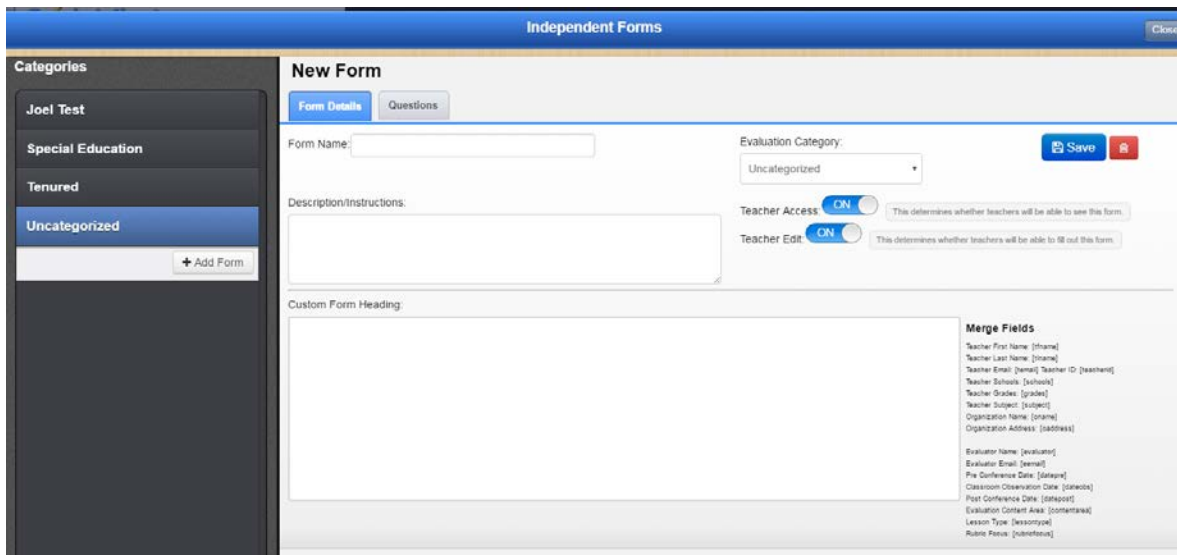 Independent Forms
Close
Categories
Joel Test
Special Education
Tenured
Uncategorized
+ Add Form
New Form
Form Details
Questions
Form Name:
Evaluation Category:
Uncategorized
Save
Description/Instructions:
Teacher Access: ON
This determines whether teachers will be able to see this form.
Teacher Edit: ON
This determines whether teachers will be able to fill out this form.
Custom Form Heading:
Merge Fields
Teacher First Name: [tfname]
Teacher Last Name: [tlname]
Teacher Email: [temail] Teacher ID: [teacherid]
Teacher Schools: [schools]
Teacher Grades: [grades]
Teacher Subject: [subject]
Organization Name: [oname]
Organization Address: [oaddress]
Evaluator Name: [evaluator]
Evaluator Email: [eemail]
Pre Conference Date: [datepre]
Classroom Observation Date: [dateobs]
Post Conference Date: [datepost]
Evaluation Content Area: [contentarea]
Lesson Type: [lessontype]
Rubric Focus: [rubricfocus]